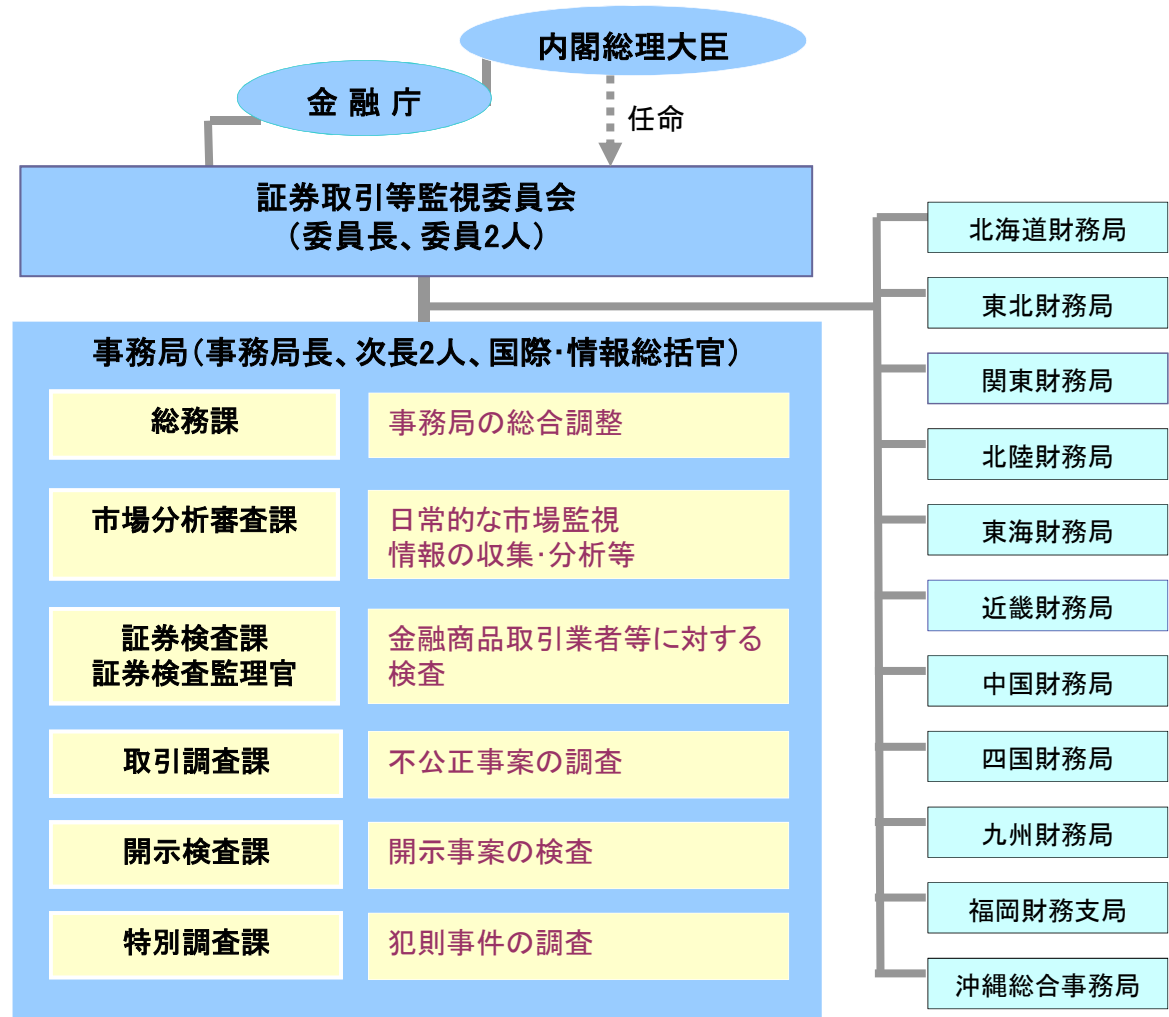 内閣総理大臣
金 融 庁
任命
証券取引等監視委員会
（委員長、委員2人）
事務局（事務局長、次長2人、国際・情報総括官）
総務課
事務局の総合調整
市場分析審査課
日常的な市場監視
情報の収集・分析等
証券検査課
証券検査監理官
金融商品取引業者等に対する
検査
取引調査課
不公正事案の調査
開示検査課
開示事案の検査
特別調査課
犯則事件の調査
北海道財務局
東北財務局
関東財務局
北陸財務局
東海財務局
近畿財務局
中国財務局
四国財務局
九州財務局
福岡財務支局
沖縄総合事務局